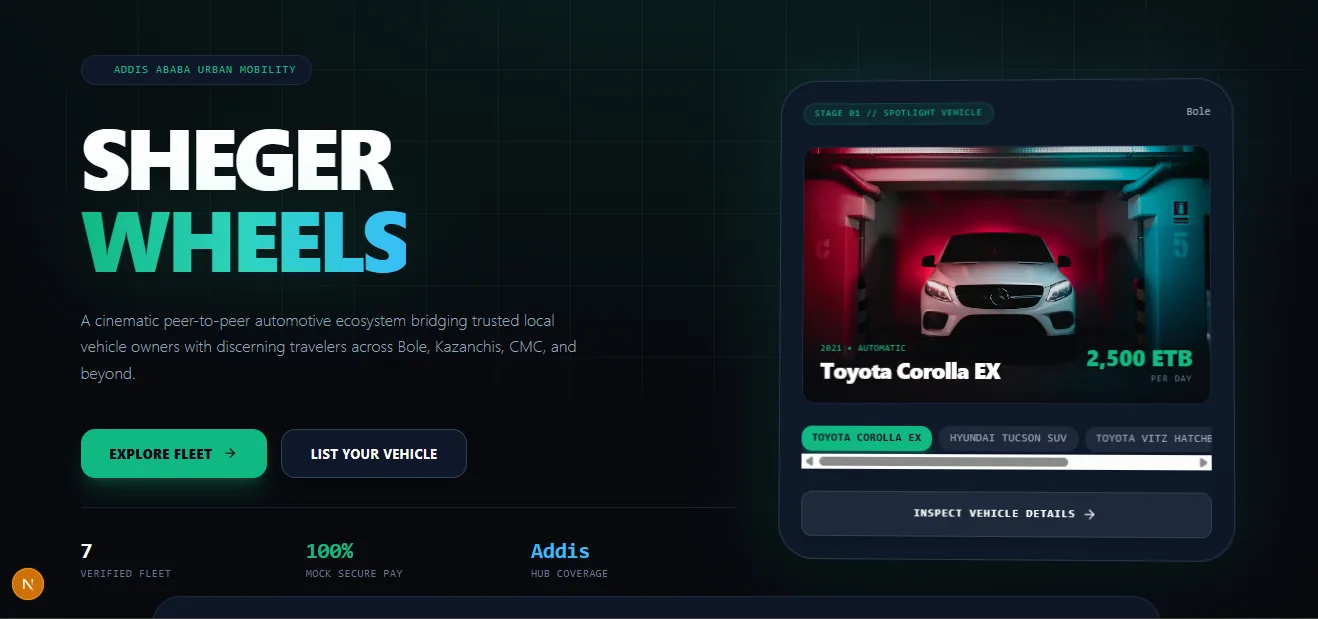 ADDIS ABABA URBAN MOBILITY
SHEGER
WHEELS
A cinematic peer-to-peer automotive ecosystem bridging trusted local
vehicle owners with discerning travelers across Bole, Kazanchis, CMC, and
beyond.
EXPLORE FLEET →
LIST YOUR VEHICLE
7
VERIFIED FLEET
100%
MOCK SECURE PAY
Addis
HUB COVERAGE
N
STAGE 01 // SPOTLIGHT VEHICLE
Bole
5
2021 • AUTOMATIC
Toyota Corolla EX
2,500 ETB
PER DAY
TOYOTA COROLLA EX
HYUNDAI TUCSON SUV
TOYOTA VITZ HATCHE
INSPECT VEHICLE DETAILS →